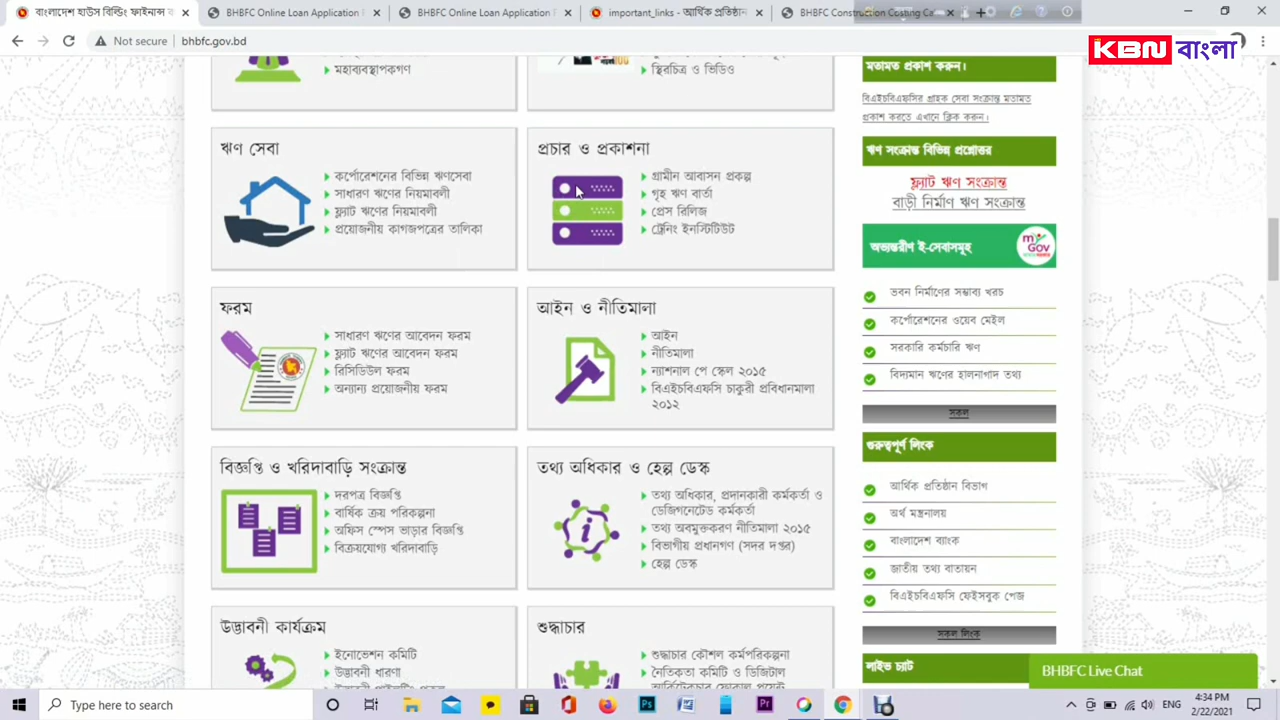 বাংলাদেশ হাউস বিল্ডিং ফাইনান্স ক
BHBFC Online Loan Application F
BHBFC Online Loan Application F
important_links - আর্থিক প্রতিষ্ঠান
BHBFC Construction Costing Ca
Not secure | bhbfc.gov.bd
KBN বাংলা
স্থিরচিত্র ও ভিডিও
মতামত প্রকাশ করুন।
বিএইচবিএফসির গ্রাহক সেবা সংক্রান্ত মতামত
প্রকাশ করতে এখানে ক্লিক করুন।
ঋণ সেবা
কর্পোরেশনের বিভিন্ন ঋণসেবা
সাধারণ ঋণের নিয়মাবলী
ফ্ল্যাট ঋণের নিয়মাবলী
প্রয়োজনীয় কাগজপত্রের তালিকা
প্রচার ও প্রকাশনা
গ্রামীন আবাসন প্রকল্প
গৃহ ঋণ বার্তা
প্রেস রিলিজ
ট্রেনিং ইনস্টিটিউট
ঋণ সংক্রান্ত বিভিন্ন প্রশ্নোত্তর
ফ্ল্যাট ঋণ সংক্রান্ত
বাড়ী নির্মাণ ঋণ সংক্রান্ত
অভ্যন্তরীণ ই-সেবাসমূহ
myGov
ভবন নির্মাণের সম্ভাব্য খরচ
কর্পোরেশনের ওয়েব মেইল
সরকারি কর্মচারি ঋণ
বিদ্যমান ঋণের হালনাগাদ তথ্য
সকল
ফরম
সাধারণ ঋণের আবেদন ফরম
ফ্ল্যাট ঋণের আবেদন ফরম
রিসিডিউল ফরম
অন্যান্য প্রয়োজনীয় ফরম
আইন ও নীতিমালা
আইন
নীতিমালা
ন্যাশনাল পে স্কেল ২০১৫
বিএইচবিএফসি চাকুরী প্রবিধানমালা
২০১২
গুরুত্বপূর্ণ লিংক
আর্থিক প্রতিষ্ঠান বিভাগ
অর্থ মন্ত্রনালয়
বাংলাদেশ ব্যাংক
জাতীয় তথ্য বাতায়ন
বিএইচবিএফসি ফেইসবুক পেজ
সকল লিংক
বিজ্ঞপ্তি ও খরিদাবাড়ি সংক্রান্ত
দরপত্র বিজ্ঞপ্তি
বার্ষিক ক্রয় পরিকল্পনা
অফিস স্পেস ভাড়ার বিজ্ঞপ্তি
বিক্রয়যোগ্য খরিদাবাড়ি
তথ্য অধিকার ও হেল্প ডেস্ক
তথ্য অধিকার, প্রদানকারী কর্মকর্তা ও
ডেজিগনেটেড কর্মকর্তা
তথ্য অবমুক্তকরণ নীতিমালা ২০১৫
বিভাগীয় প্রধানগণ (সদর দপ্তর)
হেল্প ডেস্ক
উদ্ভাবনী কার্যক্রম
ইনোভেশন কমিটি
শুদ্ধাচার
শুদ্ধাচার কৌশল কর্মপরিকল্পনা
নৈতিকতা কমিটি ও ডিজিটাল
লাইভ চ্যাট
BHBFC Live Chat
Type here to search
ENG
4:34 PM
2/22/2021